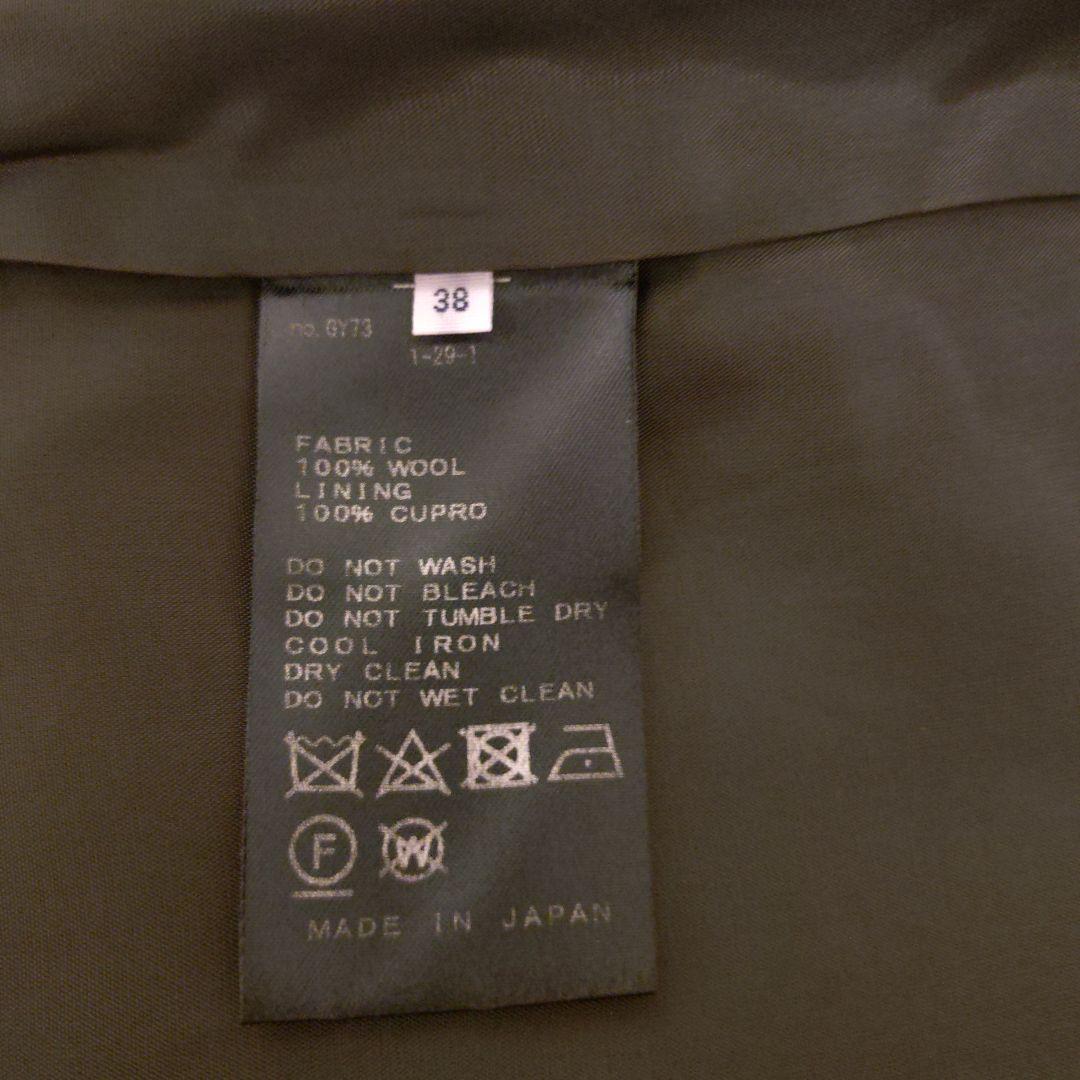 38
no. GY73
1-29-1
FABRIC
100% WOOL
LINING
100% CUPRO
DO NOT WASH
DO NOT BLEACH
DO NOT TUMBLE DRY
COOL IRON
DRY CLEAN
DO NOT WET CLEAN
F
W
MADE IN JAPAN